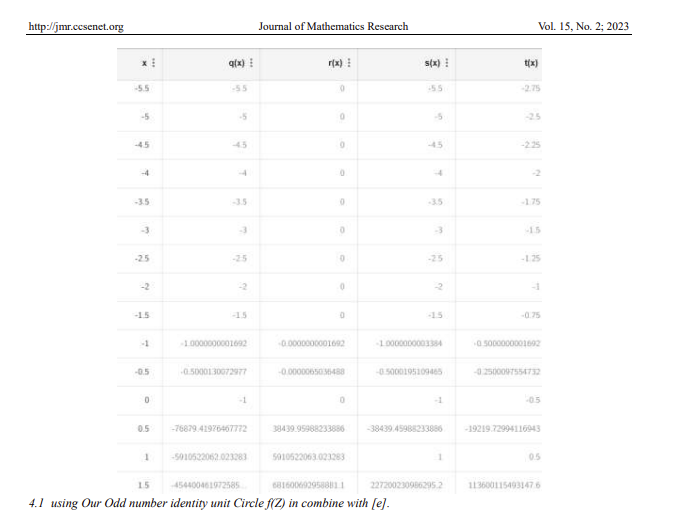 http://jmr.ccsenet.org Journal of Mathematics Research Vol. 15, No. 2; 2023
x ⋮ q(x) ⋮ r(x) ⋮ s(x) ⋮ t(x)
-5.5 -5.5 0 -5.5 -2.75
-5 -5 0 -5 -2.5
-4.5 -4.5 0 -4.5 -2.25
-4 -4 0 -4 -2
-3.5 -3.5 0 -3.5 -1.75
-3 -3 0 -3 -1.5
-2.5 -2.5 0 -2.5 -1.25
-2 -2 0 -2 -1
-1.5 -1.5 0 -1.5 -0.75
-1 -1.0000000001692 -0.0000000001692 -1.0000000003384 -0.5000000001692
-0.5 -0.5000130072977 -0.0000065036488 -0.5000195109465 -0.2500097554732
0 -1 0 -1 -0.5
0.5 -76879.41976467772 38439.95988233886 -38439.45988233886 -19219.72994116943
1 -5910522062.023283 5910522063.023283 1 0.5
1.5 -454400461972585... 681600692958881.1 227200230986295.2 113600115493147.6
4.1 using Our Odd number identity unit Circle f(Z) in combine with [e].